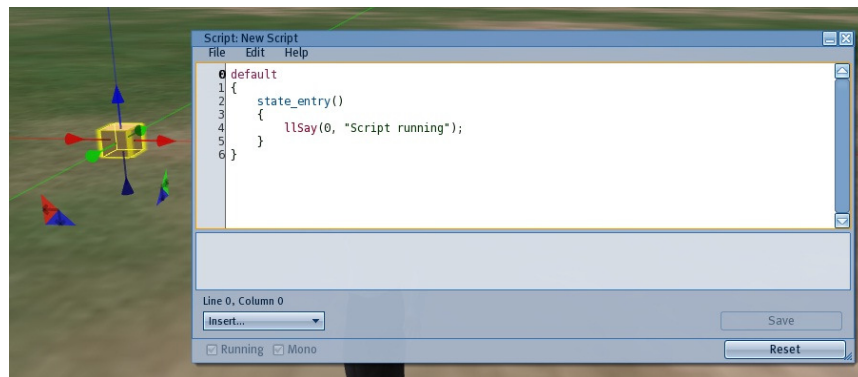 Script: New Script
File Edit Help
0 default
1 {
2     state_entry()
3     {
4         llSay(0, "Script running");
5     }
6 }
Line 0, Column 0
Insert...
Save
Running Mono
Reset